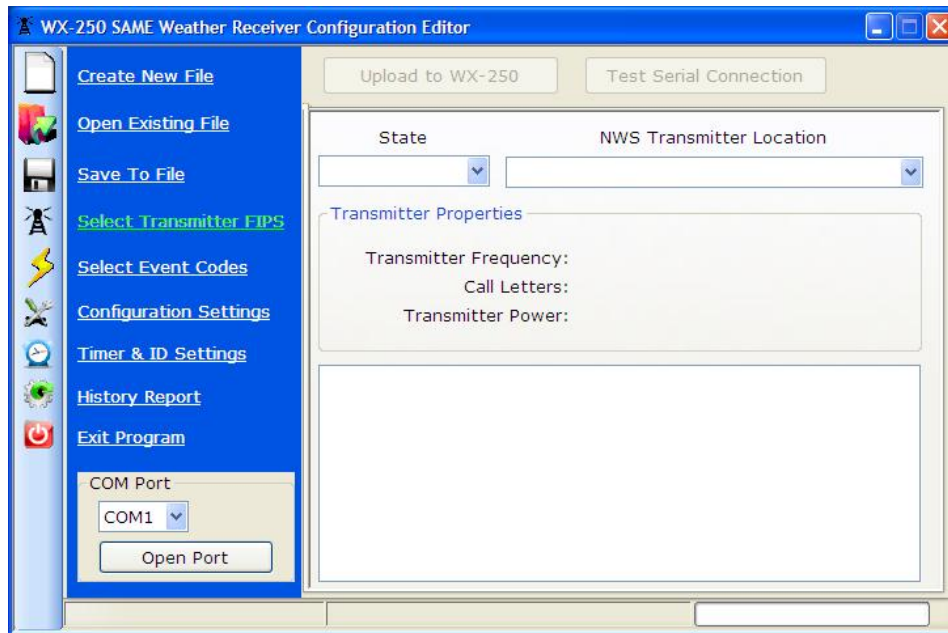 WX-250 SAME Weather Receiver Configuration Editor
Create New File
Open Existing File
Save To File
Select Transmitter FIPS
Select Event Codes
Configuration Settings
Timer & ID Settings
History Report
Exit Program
COM Port
COM1
Open Port
Upload to WX-250
Test Serial Connection
State
NWS Transmitter Location
Transmitter Properties
Transmitter Frequency:
Call Letters:
Transmitter Power: